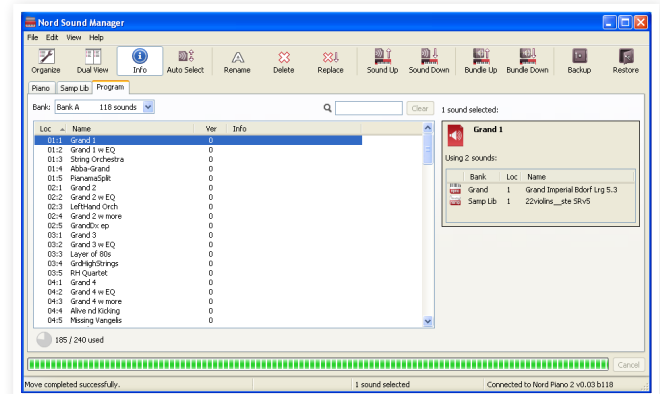 Nord Sound Manager
File Edit View Help
Organize Dual View Info Auto Select Rename Delete Replace Sound Up Sound Down Bundle Up Bundle Down Backup Restore
Piano Samp Lib Program
Bank: Bank A 118 sounds Clear
1 sound selected:
Loc Name Ver Info
01:1 Grand 1 0
01:2 Grand 1 w EQ 0
01:3 String Orchestra 0
01:4 Abba-Grand 0
01:5 PianamaSplit 0
02:1 Grand 2 0
02:2 Grand 2 w EQ 0
02:3 LeftHand Orch 0
02:4 Grand 2 w more 0
02:5 GrandDx ep 0
03:1 Grand 3 0
03:2 Grand 3 w EQ 0
03:3 Layer of 80s 0
03:4 GrdHighStrings 0
03:5 RH Quartet 0
04:1 Grand 4 0
04:2 Grand 4 w EQ 0
04:3 Grand 4 w more 0
04:4 Alive nd Kicking 0
04:5 Missing Vangelis 0
Grand 1
Using 2 sounds:
Bank Loc Name
Grand 1 Grand Imperial Bdorf Lrg 5.3
Samp Lib 1 22violins__ste SRv5
185 / 240 used
Cancel
Move completed successfully. 1 sound selected Connected to Nord Piano 2 v0.03 b118